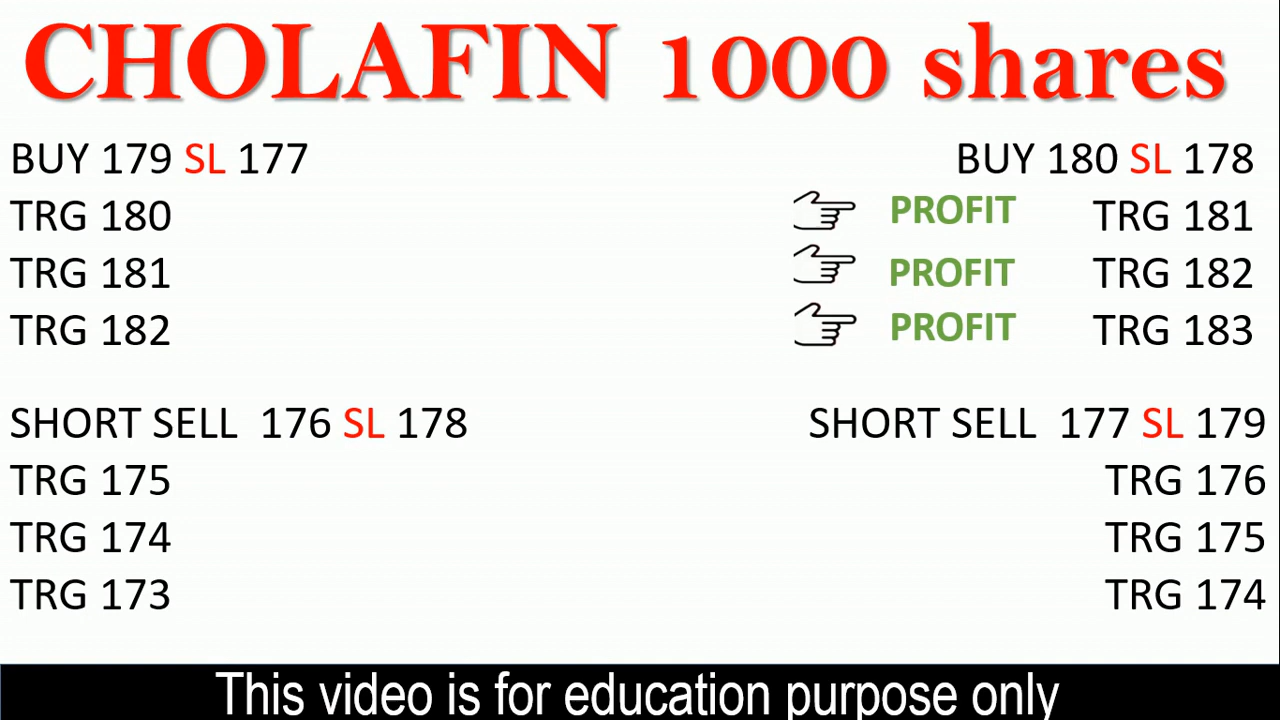 CHOLAFIN 1000 shares
BUY 179 SL 177
TRG 180
TRG 181
TRG 182
BUY 180 SL 178
PROFIT TRG 181
PROFIT TRG 182
PROFIT TRG 183
SHORT SELL 176 SL 178
TRG 175
TRG 174
TRG 173
SHORT SELL 177 SL 179
TRG 176
TRG 175
TRG 174
This video is for education purpose only